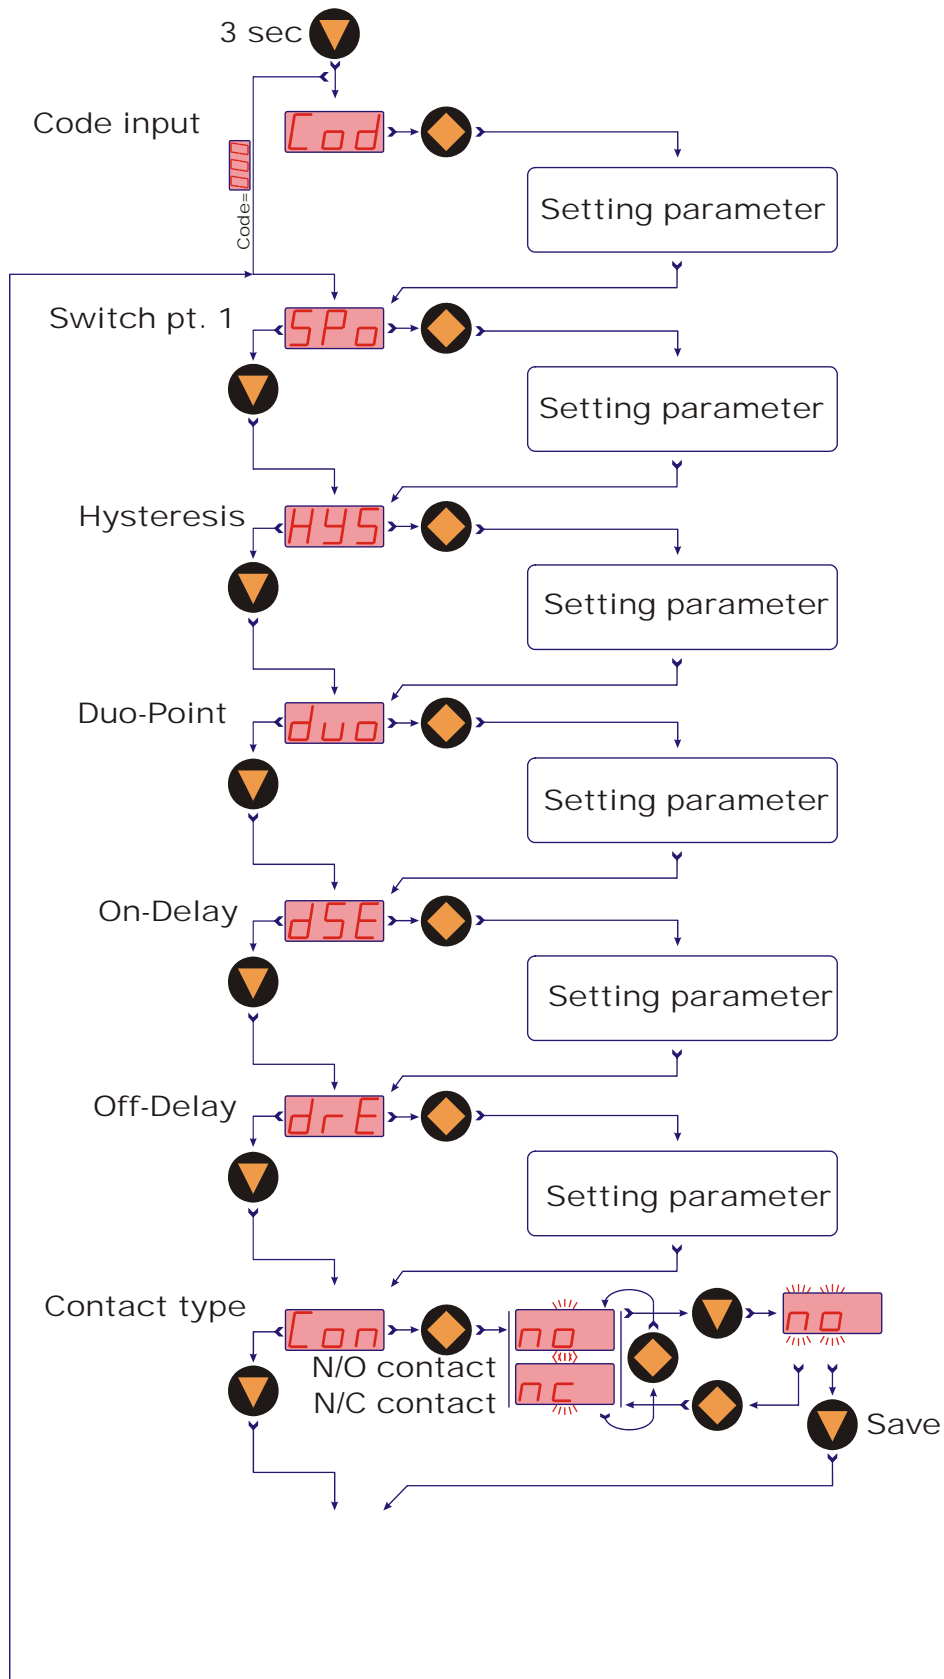 3 sec
Code input
Cod
Code=000
Setting parameter
Switch pt. 1
SPo
Setting parameter
Hysteresis
HYS
Setting parameter
Duo-Point
duo
Setting parameter
On-Delay
dSE
Setting parameter
Off-Delay
drE
Setting parameter
Contact type
Con
no
no
N/O contact
nc
N/C contact
Save